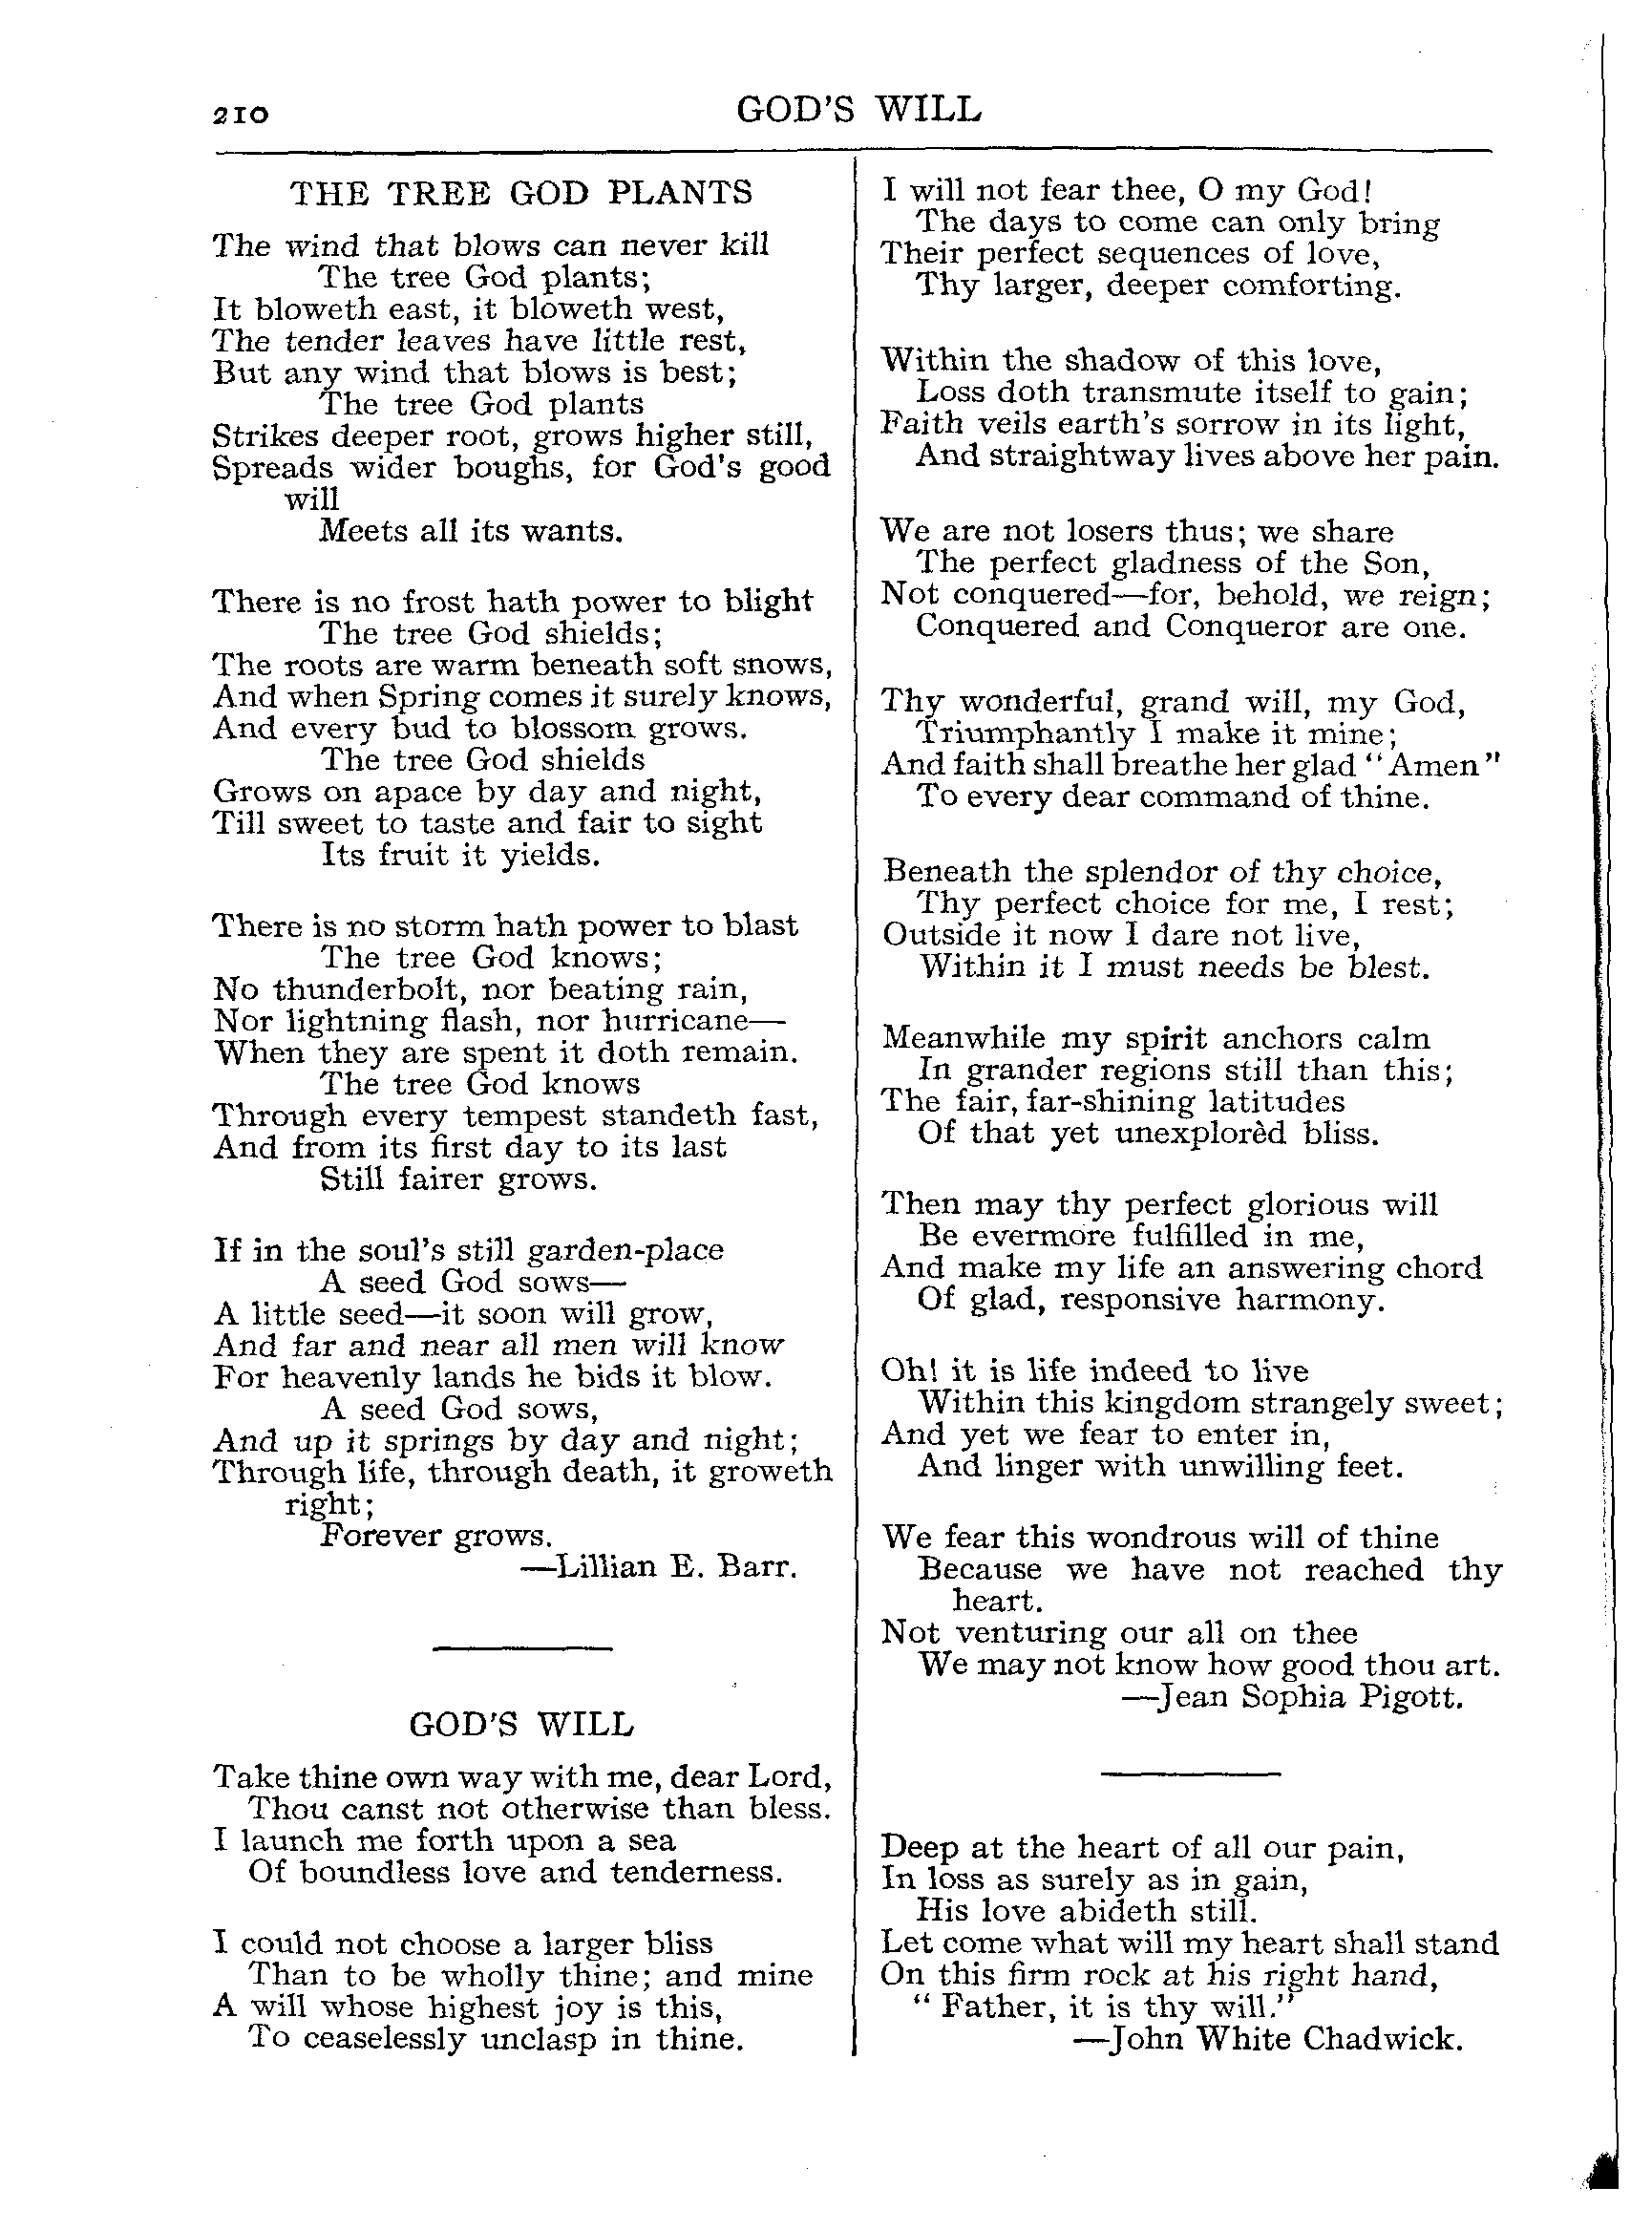 210
GOD'S WILL
THE TREE GOD PLANTS
The wind that blows can never kill
The tree God plants;
It bloweth east, it bloweth west,
The tender leaves have little rest,
But any wind that blows is best;
The tree God plants
Strikes deeper root, grows higher still,
Spreads wider boughs, for God's good
will
Meets all its wants.
There is no frost hath power to blight
The tree God shields;
The roots are warm beneath soft snows,
And when Spring comes it surely knows,
And every bud to blossom grows.
The tree God shields
Grows on apace by day and night,
Till sweet to taste and fair to sight
Its fruit it yields.
There is no storm hath power to blast
The tree God knows;
No thunderbolt, nor beating rain,
Nor lightning flash, nor hurricane—
When they are spent it doth remain.
The tree God knows
Through every tempest standeth fast,
And from its first day to its last
Still fairer grows.
If in the soul's still garden-place
A seed God sows—
A little seed—it soon will grow,
And far and near all men will know
For heavenly lands he bids it blow.
A seed God sows,
And up it springs by day and night;
Through life, through death, it groweth
right;
Forever grows.
—Lillian E. Barr.
GOD'S WILL
Take thine own way with me, dear Lord,
Thou canst not otherwise than bless.
I launch me forth upon a sea
Of boundless love and tenderness.
I could not choose a larger bliss
Than to be wholly thine; and mine
A will whose highest joy is this,
To ceaselessly unclasp in thine.
I will not fear thee, O my God!
The days to come can only bring
Their perfect sequences of love,
Thy larger, deeper comforting.
Within the shadow of this love,
Loss doth transmute itself to gain;
Faith veils earth's sorrow in its light,
And straightway lives above her pain.
We are not losers thus; we share
The perfect gladness of the Son,
Not conquered—for, behold, we reign;
Conquered and Conqueror are one.
Thy wonderful, grand will, my God,
Triumphantly I make it mine;
And faith shall breathe her glad "Amen"
To every dear command of thine.
Beneath the splendor of thy choice,
Thy perfect choice for me, I rest;
Outside it now I dare not live,
Within it I must needs be blest.
Meanwhile my spirit anchors calm
In grander regions still than this;
The fair, far-shining latitudes
Of that yet unexplorèd bliss.
Then may thy perfect glorious will
Be evermore fulfilled in me,
And make my life an answering chord
Of glad, responsive harmony.
Oh! it is life indeed to live
Within this kingdom strangely sweet;
And yet we fear to enter in,
And linger with unwilling feet.
We fear this wondrous will of thine
Because we have not reached thy
heart.
Not venturing our all on thee
We may not know how good thou art.
—Jean Sophia Pigott.
Deep at the heart of all our pain,
In loss as surely as in gain,
His love abideth still.
Let come what will my heart shall stand
On this firm rock at his right hand,
"Father, it is thy will."
—John White Chadwick.